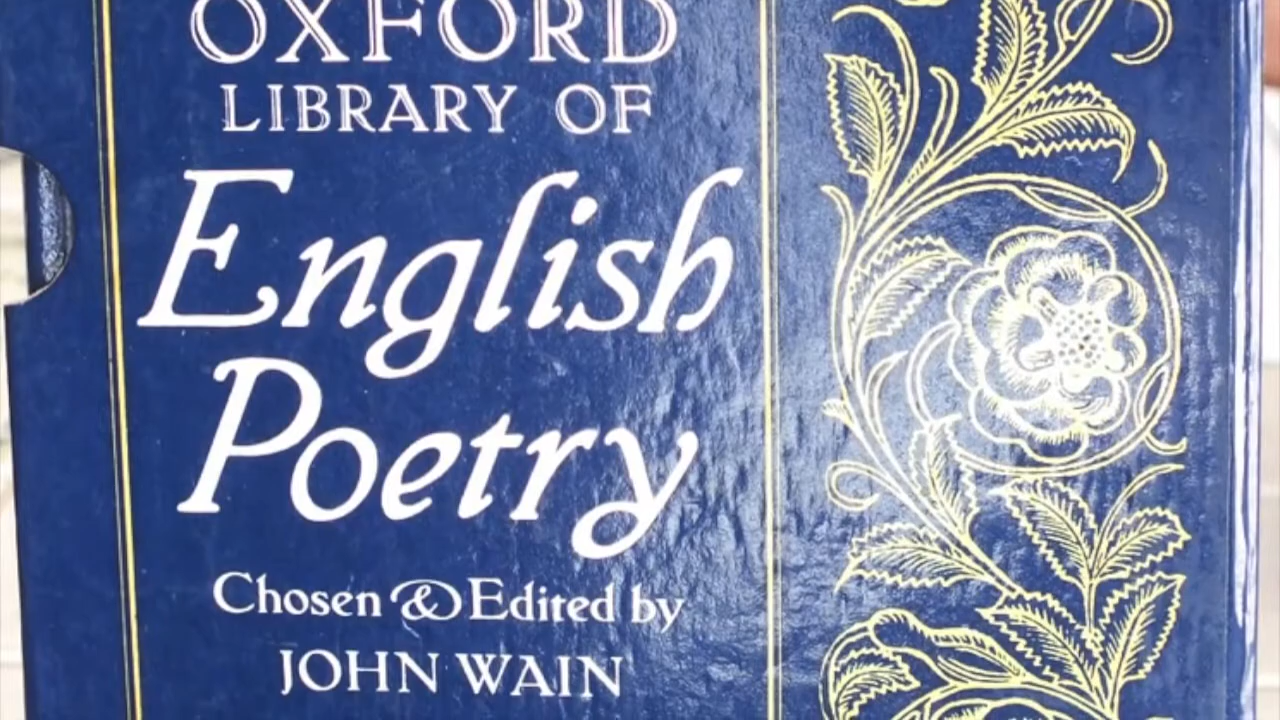 OXFORD
LIBRARY OF
English
Poetry
Chosen & Edited by
JOHN WAIN